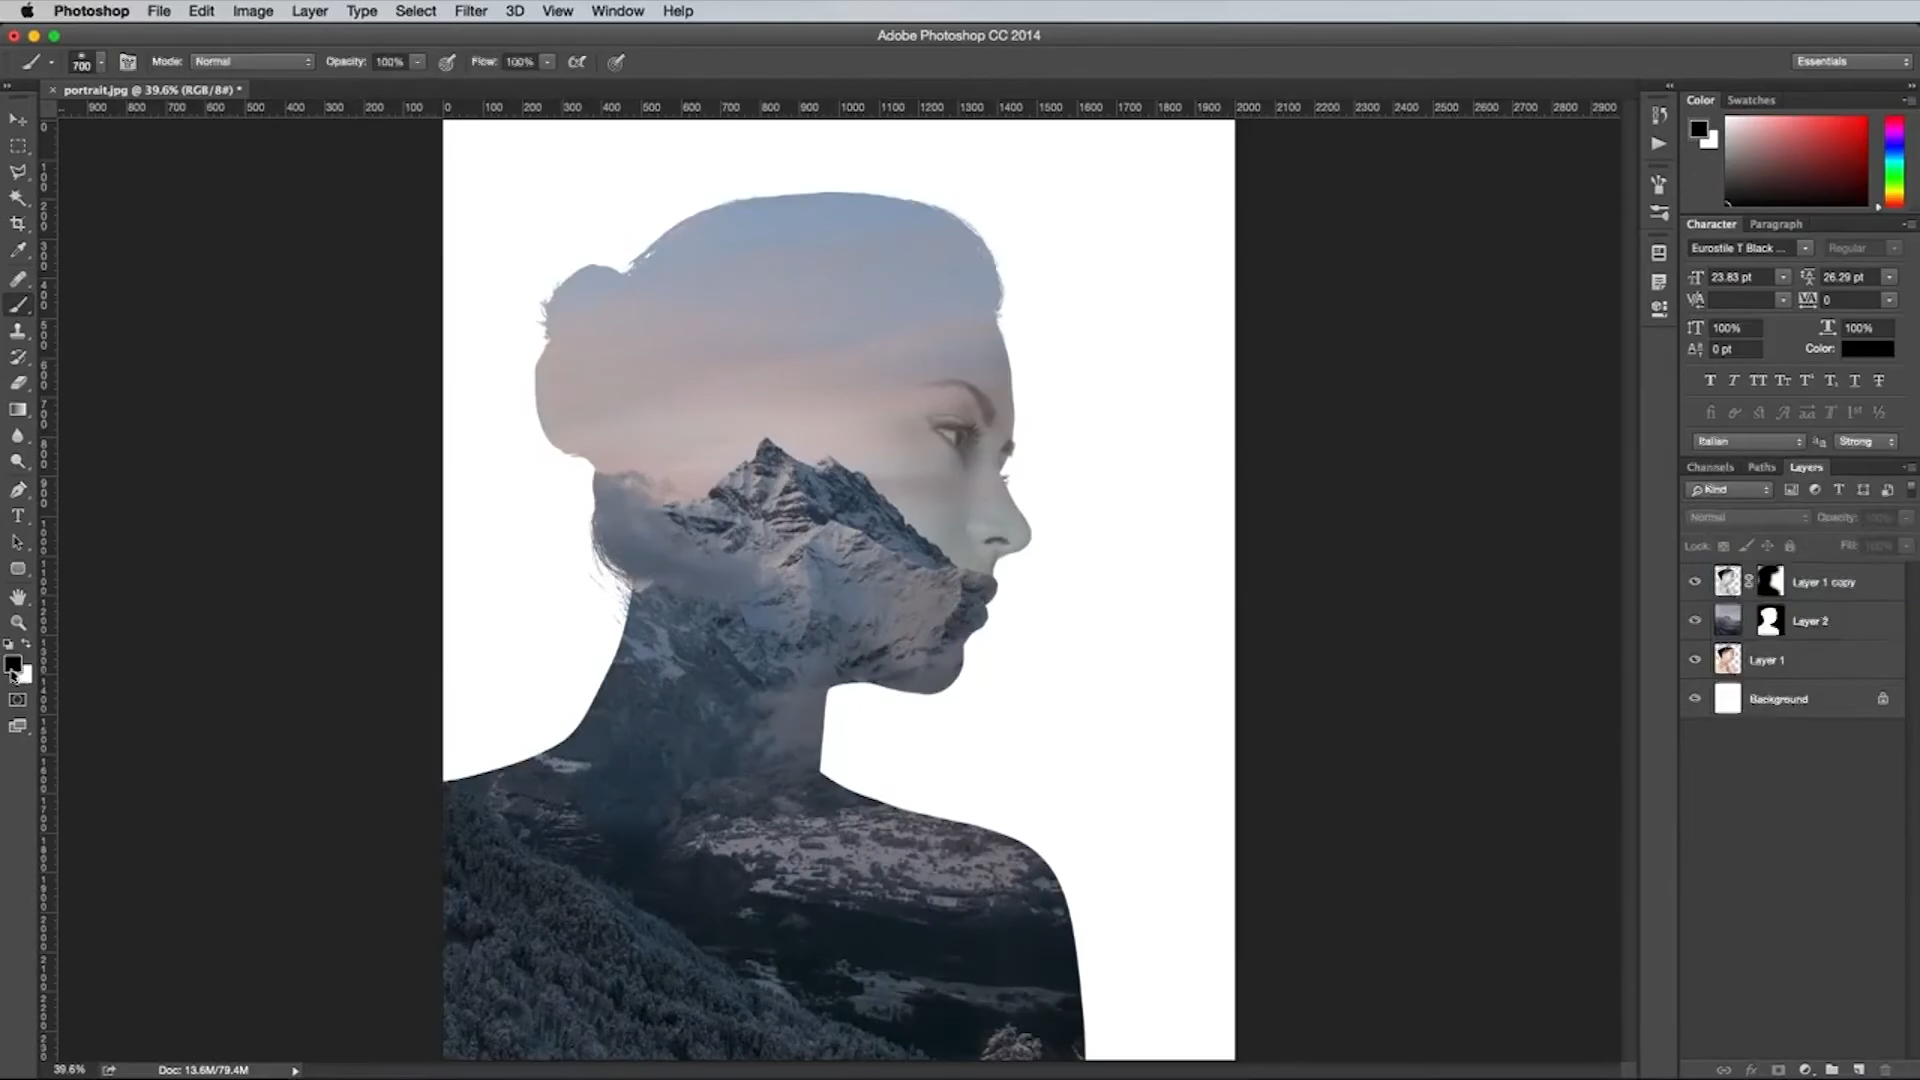 Photoshop File Edit Image Layer Type Select Filter 3D View Window Help
Adobe Photoshop CC 2014
700 Mode: Normal Opacity: 100% Flow: 100% Essentials
× portrait.jpg @ 39.6% (RGB/8#) *
900 800 700 600 500 400 300 200 100 0 100 200 300 400 500 600 700 800 900 1000 1100 1200 1300 1400 1500 1600 1700 1800 1900 2000 2100 2200 2300 2400 2500 2600 2700 2800 2900
Color Swatches
Character Paragraph
Eurostile T Black ... Regular
23.83 pt 26.29 pt
0
100% 100%
0 pt Color:
Italian Strong
Channels Paths Layers
Kind
Normal Opacity: 100%
Lock: Fill: 100%
Layer 1 copy
Layer 2
Layer 1
Background
39.6% Doc: 13.6M/79.4M